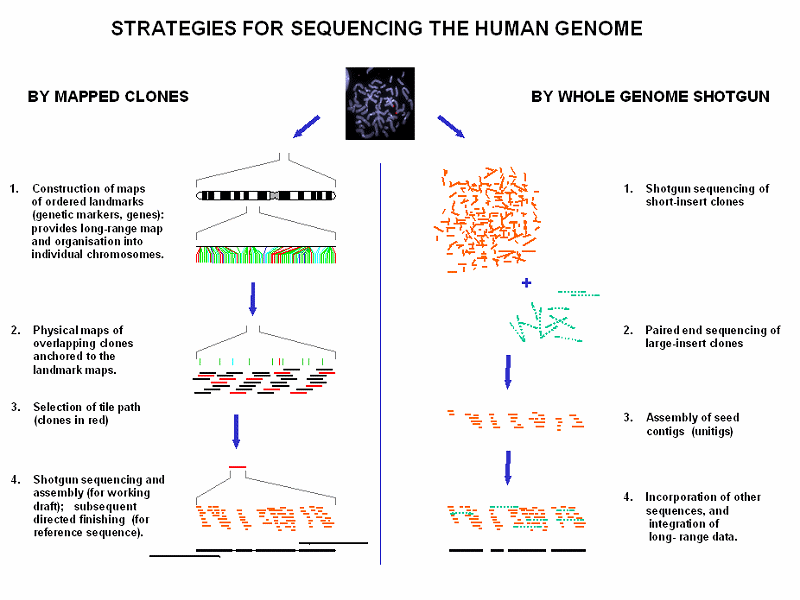 STRATEGIES FOR SEQUENCING THE HUMAN GENOME
BY MAPPED CLONES
1. Construction of maps
of ordered landmarks
(genetic markers, genes):
provides long-range map
and organisation into
individual chromosomes.
2. Physical maps of
overlapping clones
anchored to the
landmark maps.
3. Selection of tile path
(clones in red)
4. Shotgun sequencing and
assembly (for working
draft); subsequent
directed finishing (for
reference sequence).
BY WHOLE GENOME SHOTGUN
1. Shotgun sequencing of
short-insert clones
+
2. Paired end sequencing of
large-insert clones
3. Assembly of seed
contigs (unitigs)
4. Incorporation of other
sequences, and
integration of
long- range data.